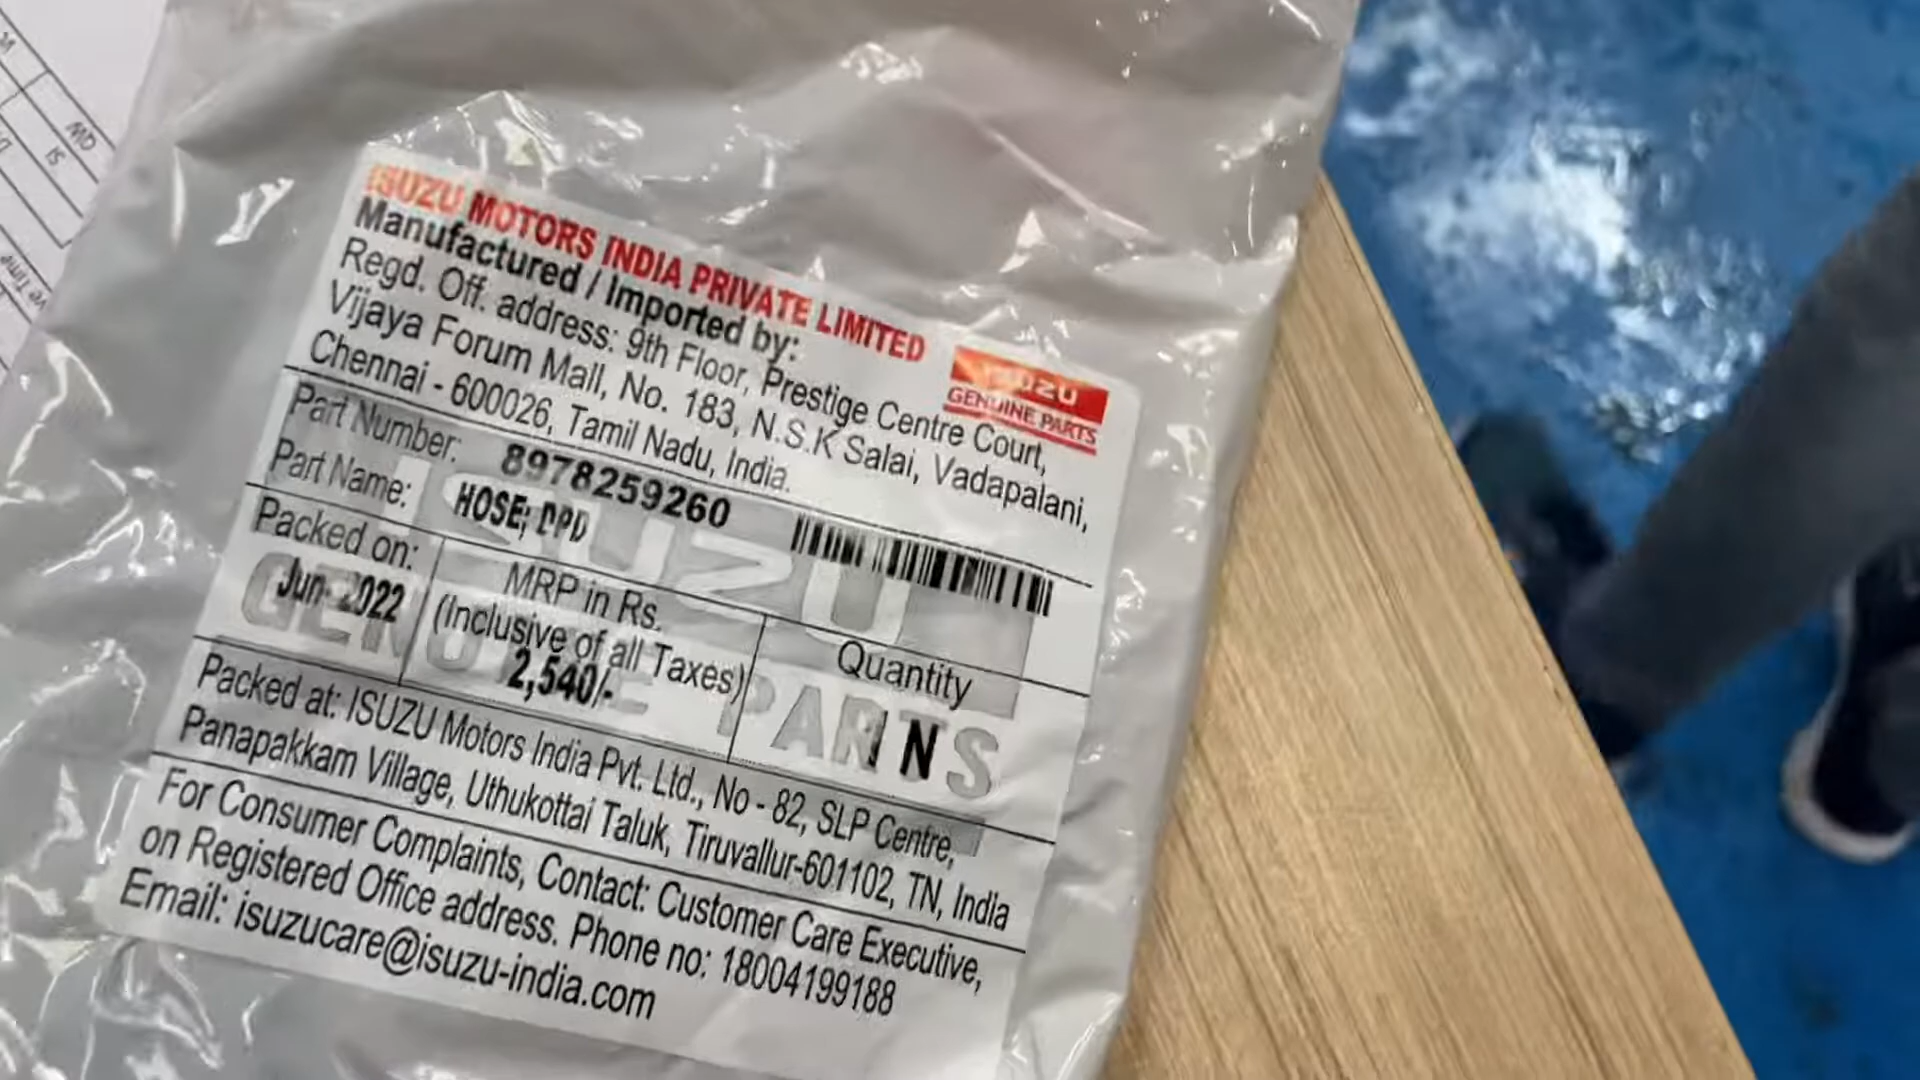 ISUZU MOTORS INDIA PRIVATE LIMITED
Manufactured / Imported by:
Regd. Off. address: 9th Floor, Prestige Centre Court,
Vijaya Forum Mall, No. 183, N.S.K Salai, Vadapalani,
Chennai - 600026, Tamil Nadu, India.
ISUZU
GENUINE PARTS
Part Number: 8978259260
Part Name: HOSE; DPD
Packed on:
Jun- 2022
MRP in Rs.
(Inclusive of all Taxes)
2,540/-
Quantity
1 N
ISUZU
GENUINE PARTS
Packed at: ISUZU Motors India Pvt. Ltd., No - 82, SLP Centre,
Panapakkam Village, Uthukottai Taluk, Tiruvallur-601102, TN, India
For Consumer Complaints, Contact: Customer Care Executive,
on Registered Office address. Phone no: 18004199188
Email: isuzucare@isuzu-india.com